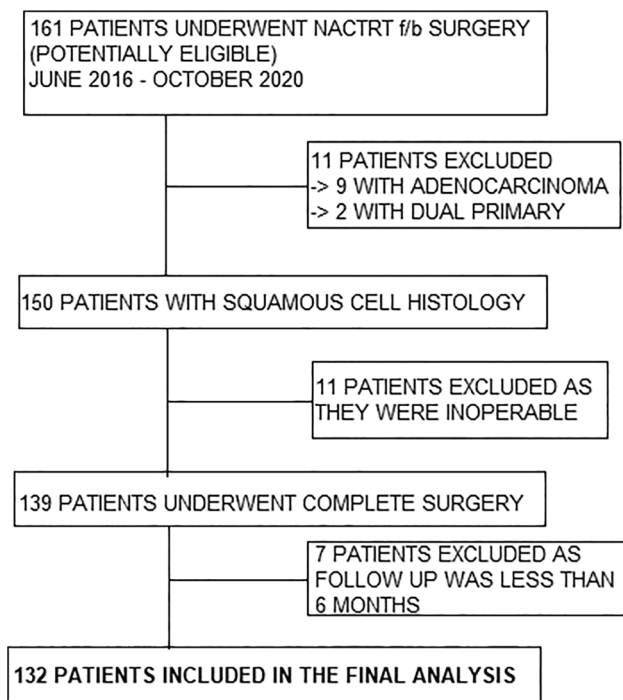 161 PATIENTS UNDERWENT NACTRT f/b SURGERY
(POTENTIALLY ELIGIBLE)
JUNE 2016 - OCTOBER 2020
11 PATIENTS EXCLUDED
-> 9 WITH ADENOCARCINOMA
-> 2 WITH DUAL PRIMARY
150 PATIENTS WITH SQUAMOUS CELL HISTOLOGY
11 PATIENTS EXCLUDED AS
THEY WERE INOPERABLE
139 PATIENTS UNDERWENT COMPLETE SURGERY
7 PATIENTS EXCLUDED AS
FOLLOW UP WAS LESS THAN
6 MONTHS
132 PATIENTS INCLUDED IN THE FINAL ANALYSIS